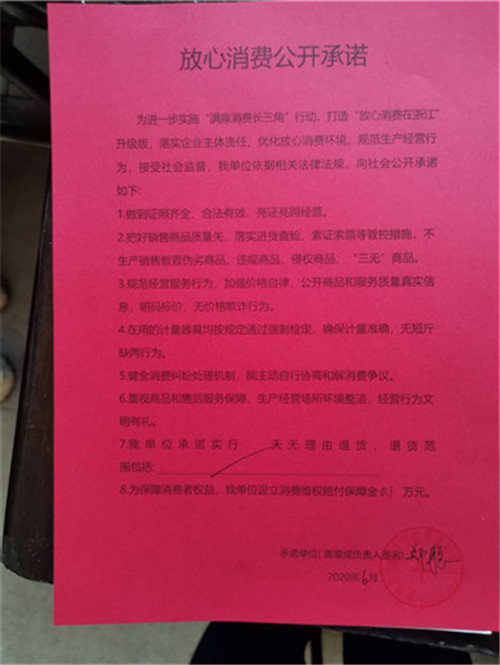 放心消费公开承诺
为进一步实施“满意消费长三角”行动，打造“放心消费在浙江”
升级版，落实企业主体责任，优化放心消费环境，规范生产经营行
为，接受社会监督，我单位依据相关法律法规，向社会公开承诺
如下：
1.做到证照齐全、合法有效，亮证亮照经营。
2.把好销售商品质量关，落实进货查验、索证索票等管控措施，不
生产销售假冒伪劣商品、违规商品、侵权商品、“三无”商品。
3.规范经营服务行为，加强价格自律，公开商品和服务质量真实信
息，明码标价，无价格欺诈行为。
4.在用的计量器具均按规定通过强制检定，确保计量准确，无短斤
缺两行为。
5.健全消费纠纷处理机制，能主动自行协商和解消费争议。
6.重视商品和售后服务保障，生产经营场所环境整洁，经营行为文
明有礼。
7.我单位承诺实行 天无理由退货，退货范
围包括：
8.为保障消费者权益，我单位设立消费维权赔付保障金 万元。
承诺单位(盖章或负责人签名)
2020年6月